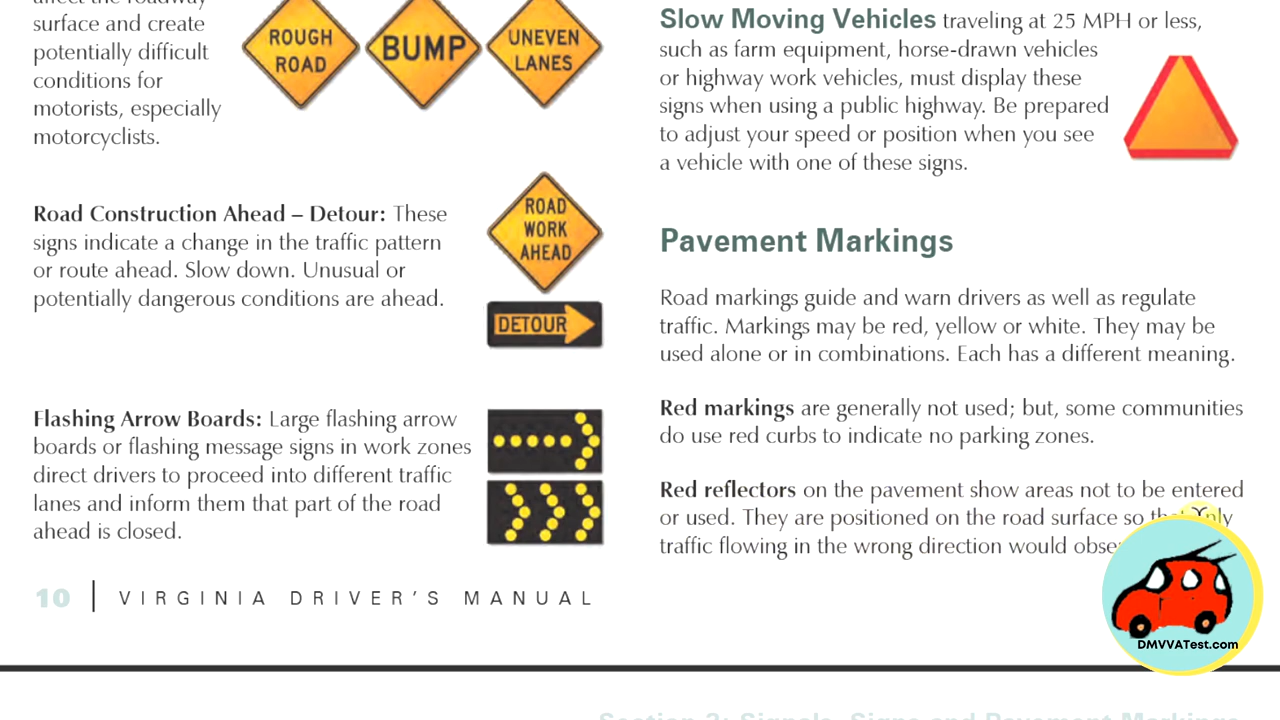 affect the roadway
surface and create
potentially difficult
conditions for
motorists, especially
motorcyclists.
ROUGH
ROAD
BUMP
UNEVEN
LANES
Road Construction Ahead – Detour: These
signs indicate a change in the traffic pattern
or route ahead. Slow down. Unusual or
potentially dangerous conditions are ahead.
ROAD
WORK
AHEAD
DETOUR
Flashing Arrow Boards: Large flashing arrow
boards or flashing message signs in work zones
direct drivers to proceed into different traffic
lanes and inform them that part of the road
ahead is closed.
10 | VIRGINIA DRIVER’S MANUAL
Slow Moving Vehicles traveling at 25 MPH or less,
such as farm equipment, horse-drawn vehicles
or highway work vehicles, must display these
signs when using a public highway. Be prepared
to adjust your speed or position when you see
a vehicle with one of these signs.
Pavement Markings
Road markings guide and warn drivers as well as regulate
traffic. Markings may be red, yellow or white. They may be
used alone or in combinations. Each has a different meaning.
Red markings are generally not used; but, some communities
do use red curbs to indicate no parking zones.
Red reflectors on the pavement show areas not to be entered
or used. They are positioned on the road surface so that only
traffic flowing in the wrong direction would
DMVVATest.com
Section 2: Signals, Signs and Pavement Markings